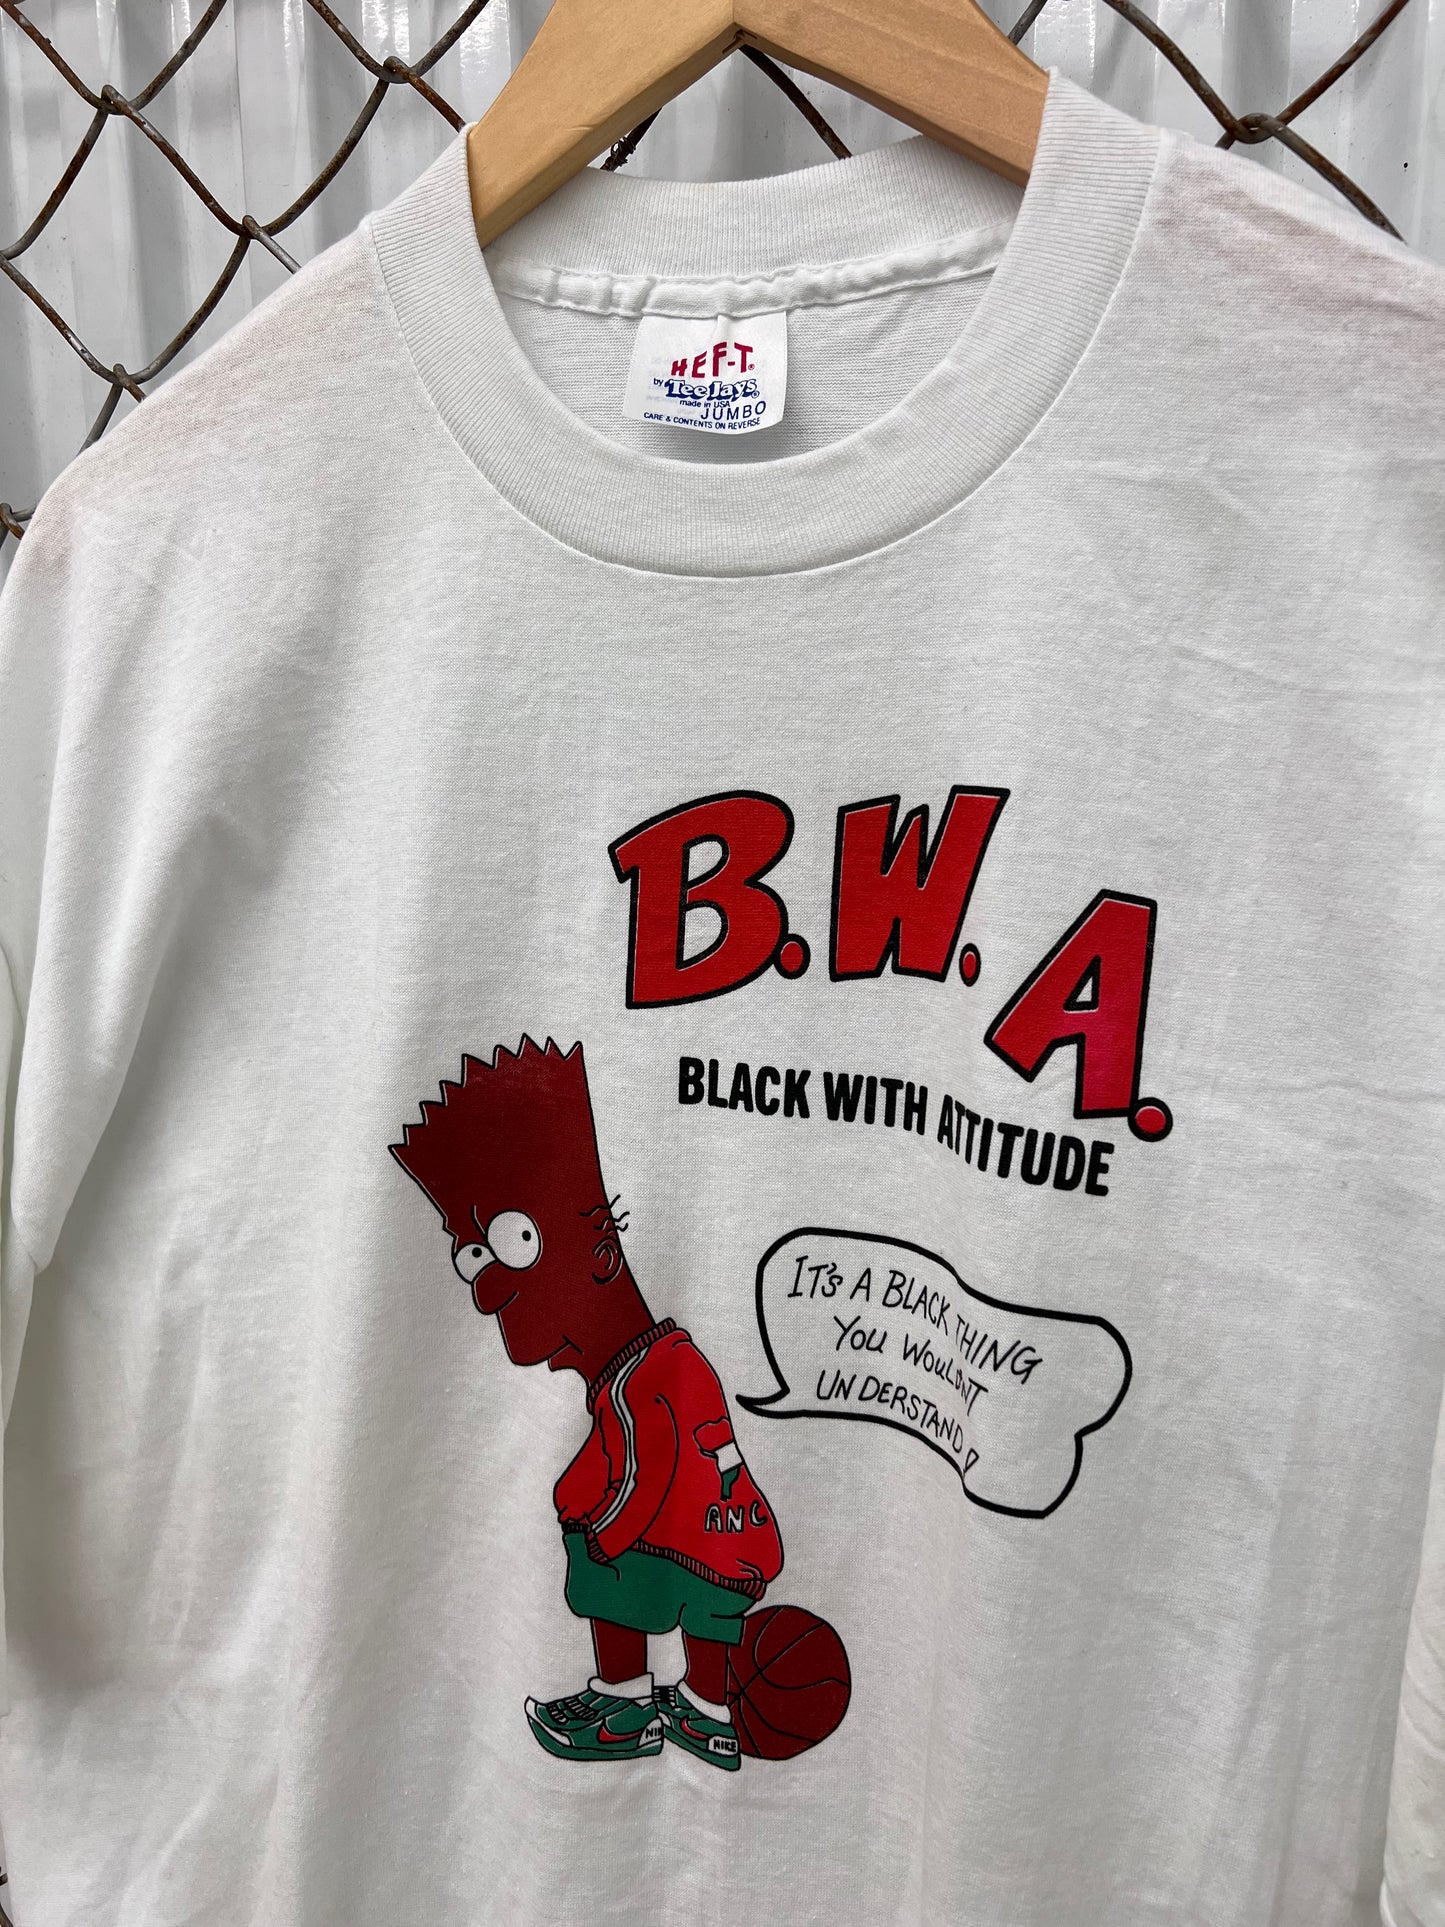 HEF-T®
by Tee Jays®
made in USA
JUMBO
CARE & CONTENTS ON REVERSE
B.W.A.
BLACK WITH ATTITUDE
IT'S A BLACK THING
YOU WOULDNT
UNDERSTAND!
ANC
NIKE